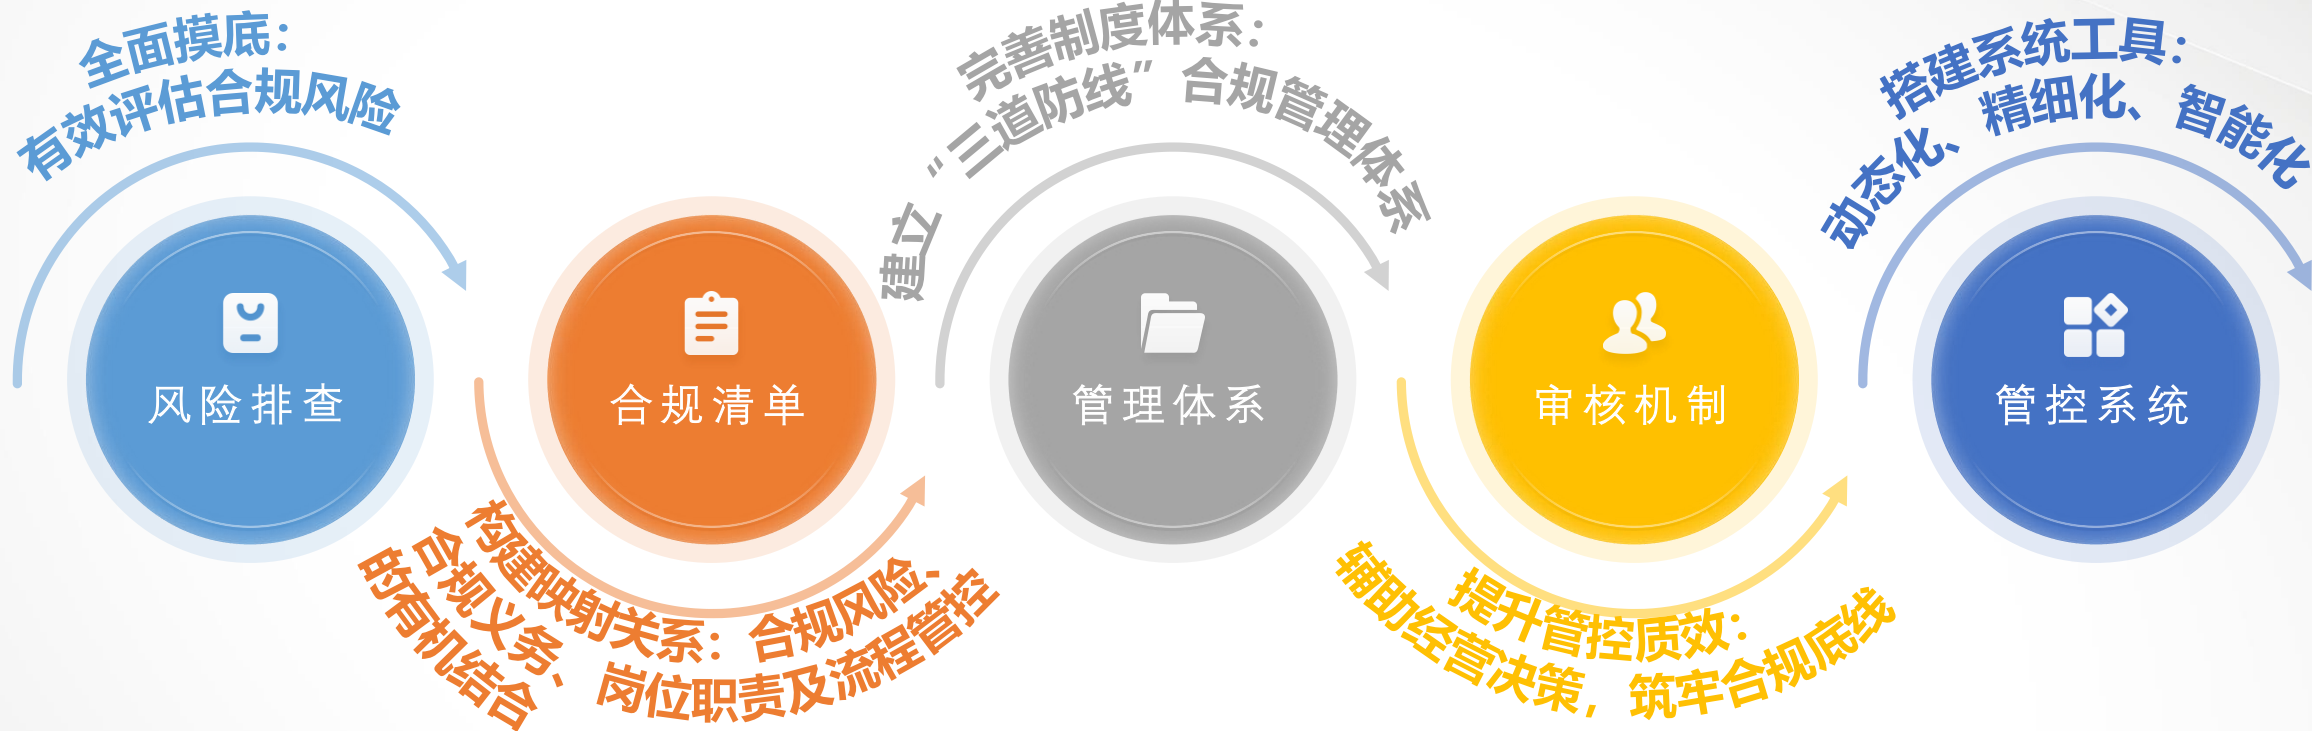 全面摸底：
有效评估合规风险
风险排查
构建映射关系：合规风险、
合规义务、岗位职责及流程管控
的有机结合
合规清单
完善制度体系：
建立“三道防线”合规管理体系
管理体系
提升管控质效：
辅助经营决策，筑牢合规底线
审核机制
搭建系统工具：
动态化、精细化、智能化
管控系统